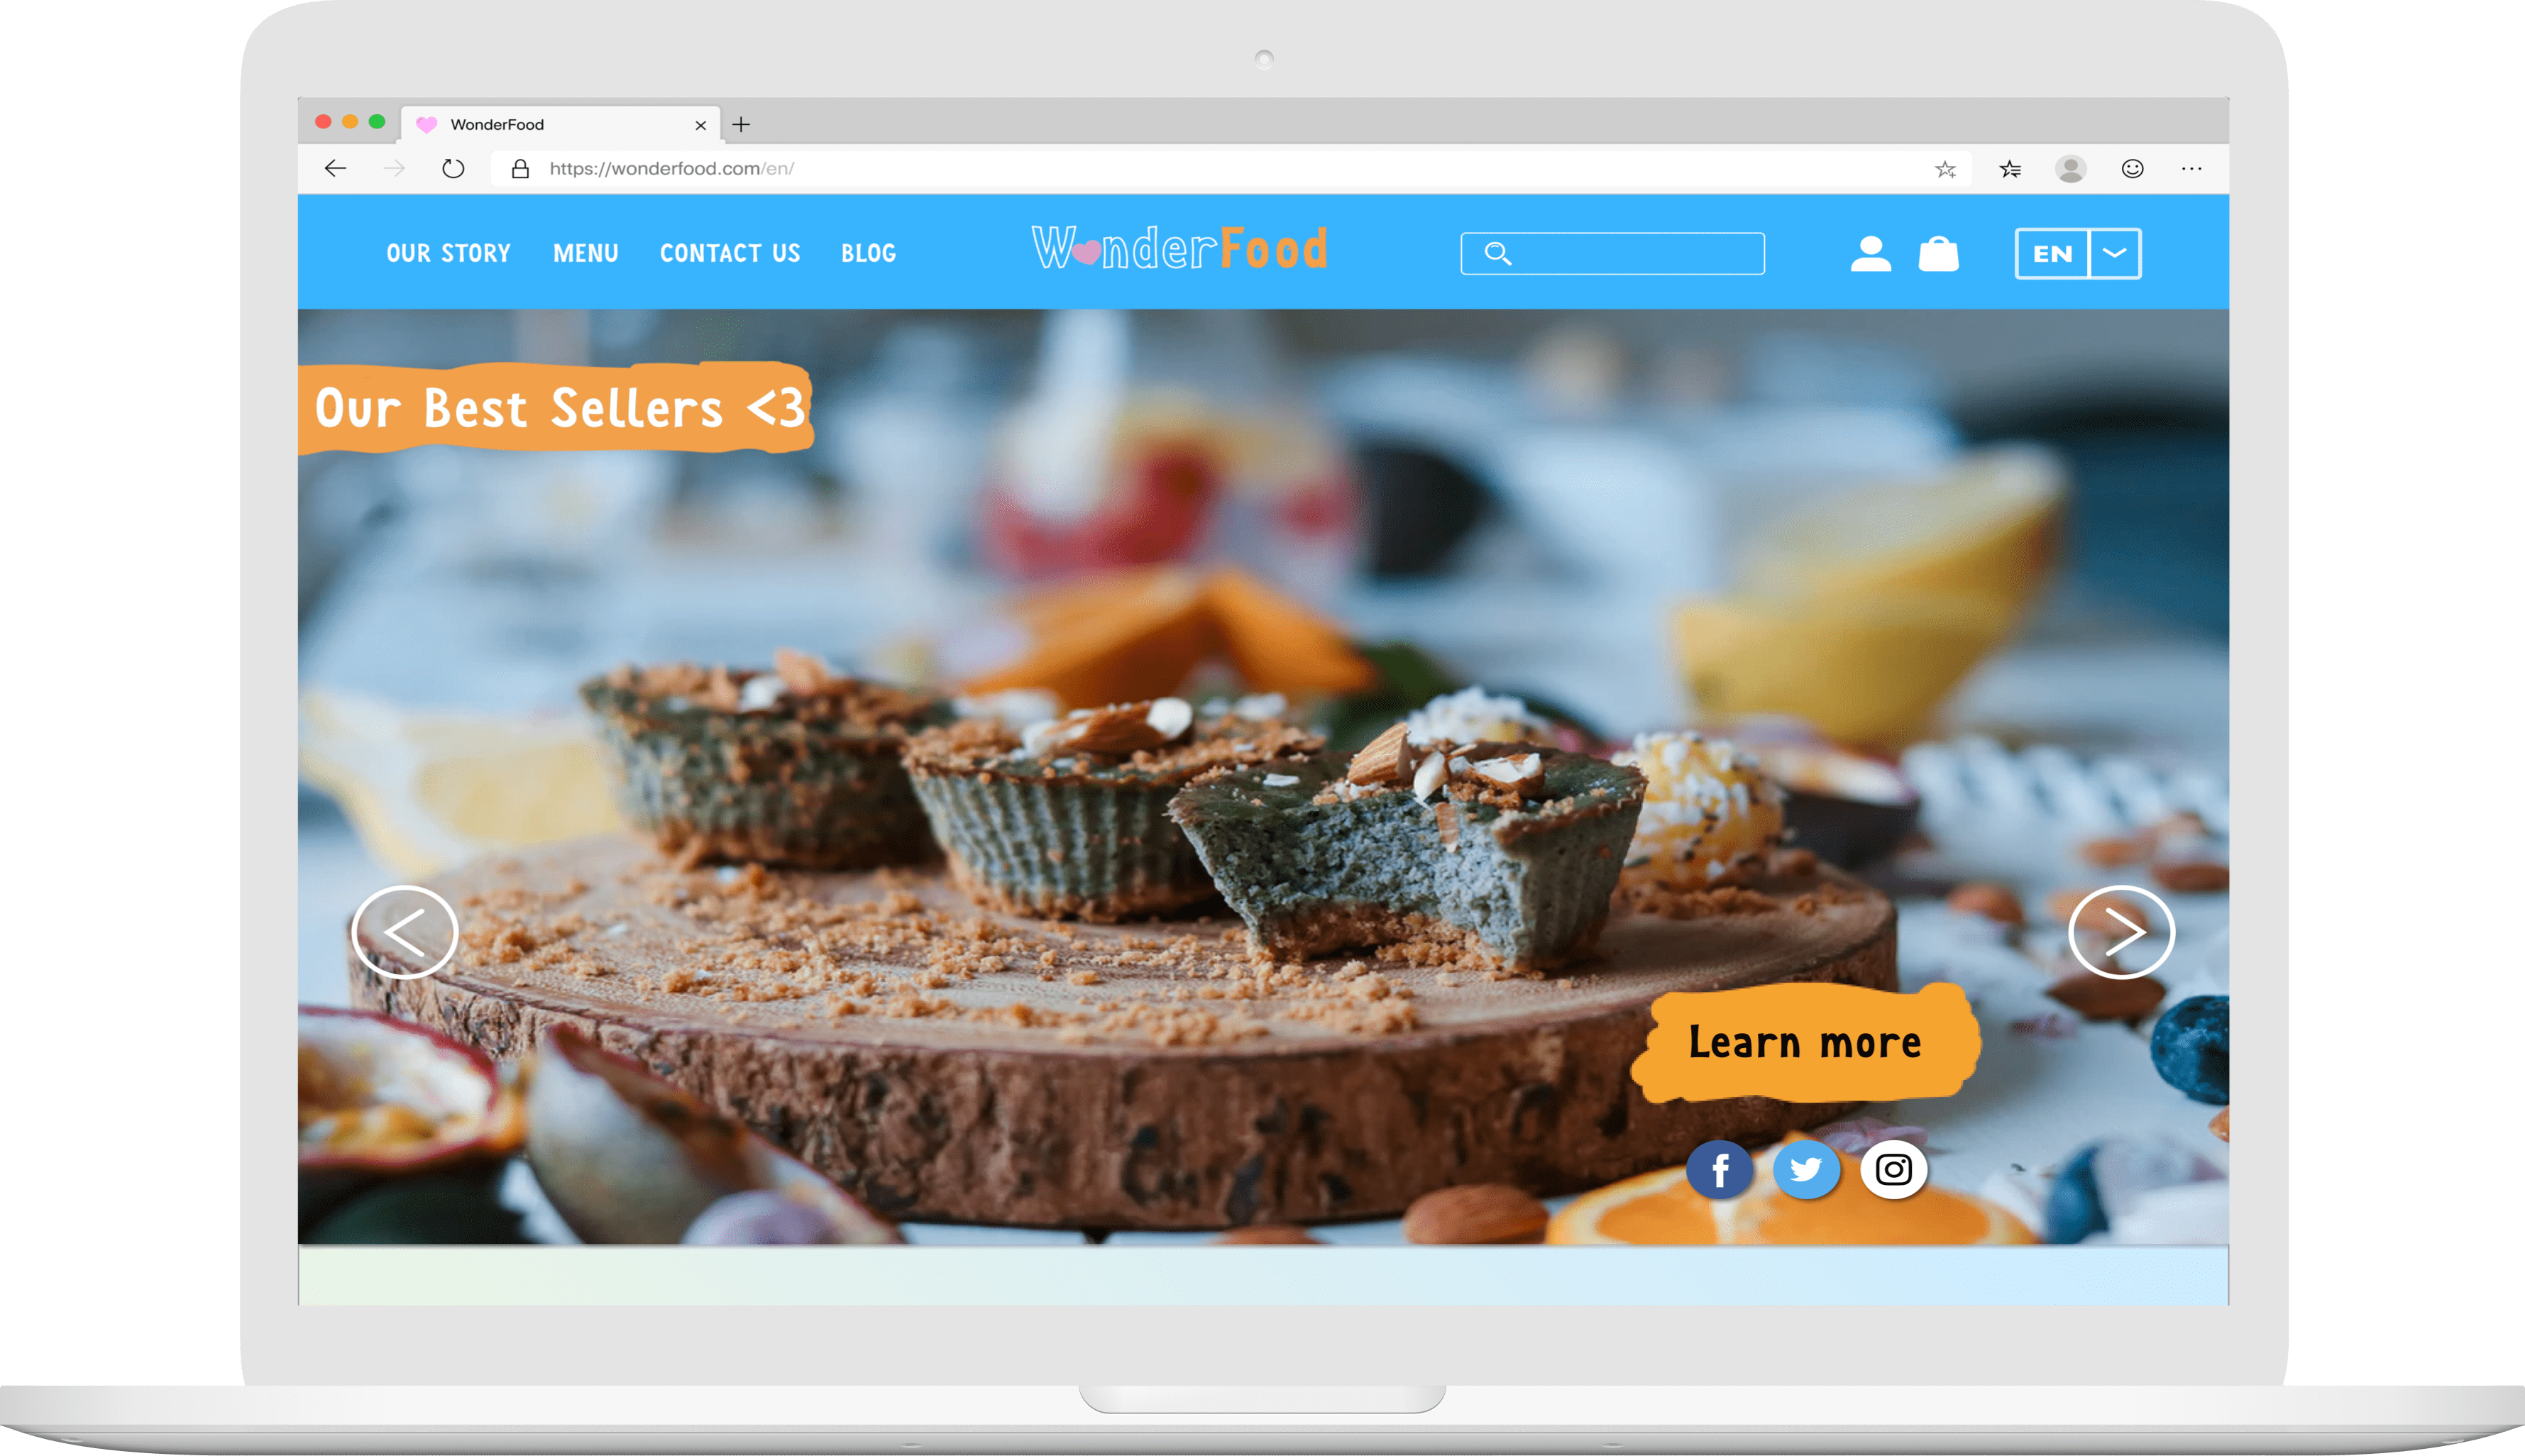 WonderFood
https://wonderfood.com/en/
OUR STORY MENU CONTACT US BLOG WonderFood EN
Our Best Sellers <3
Learn more